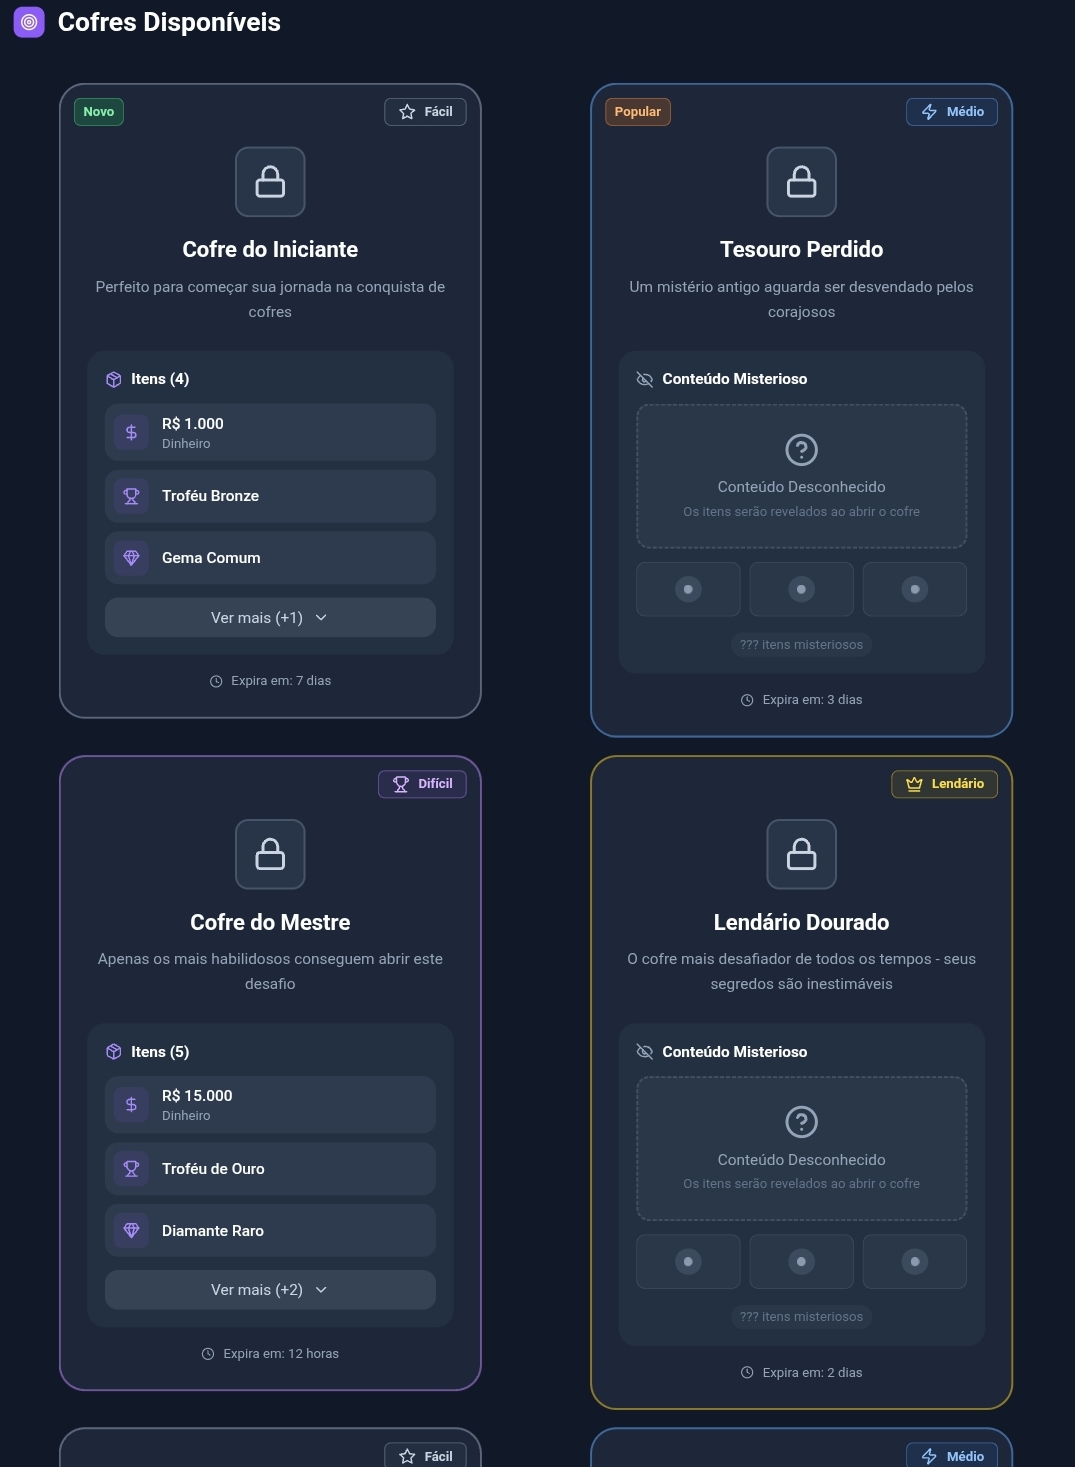 Cofres Disponíveis
Novo
Fácil
Cofre do Iniciante
Perfeito para começar sua jornada na conquista de
cofres
Itens (4)
R$ 1.000
Dinheiro
Troféu Bronze
Gema Comum
Ver mais (+1)
Expira em: 7 dias
Popular
Médio
Tesouro Perdido
Um mistério antigo aguarda ser desvendado pelos
corajosos
Conteúdo Misterioso
Conteúdo Desconhecido
Os itens serão revelados ao abrir o cofre
??? itens misteriosos
Expira em: 3 dias
Difícil
Cofre do Mestre
Apenas os mais habilidosos conseguem abrir este
desafio
Itens (5)
R$ 15.000
Dinheiro
Troféu de Ouro
Diamante Raro
Ver mais (+2)
Expira em: 12 horas
Lendário
Lendário Dourado
O cofre mais desafiador de todos os tempos - seus
segredos são inestimáveis
Conteúdo Misterioso
Conteúdo Desconhecido
Os itens serão revelados ao abrir o cofre
??? itens misteriosos
Expira em: 2 dias
Fácil
Médio